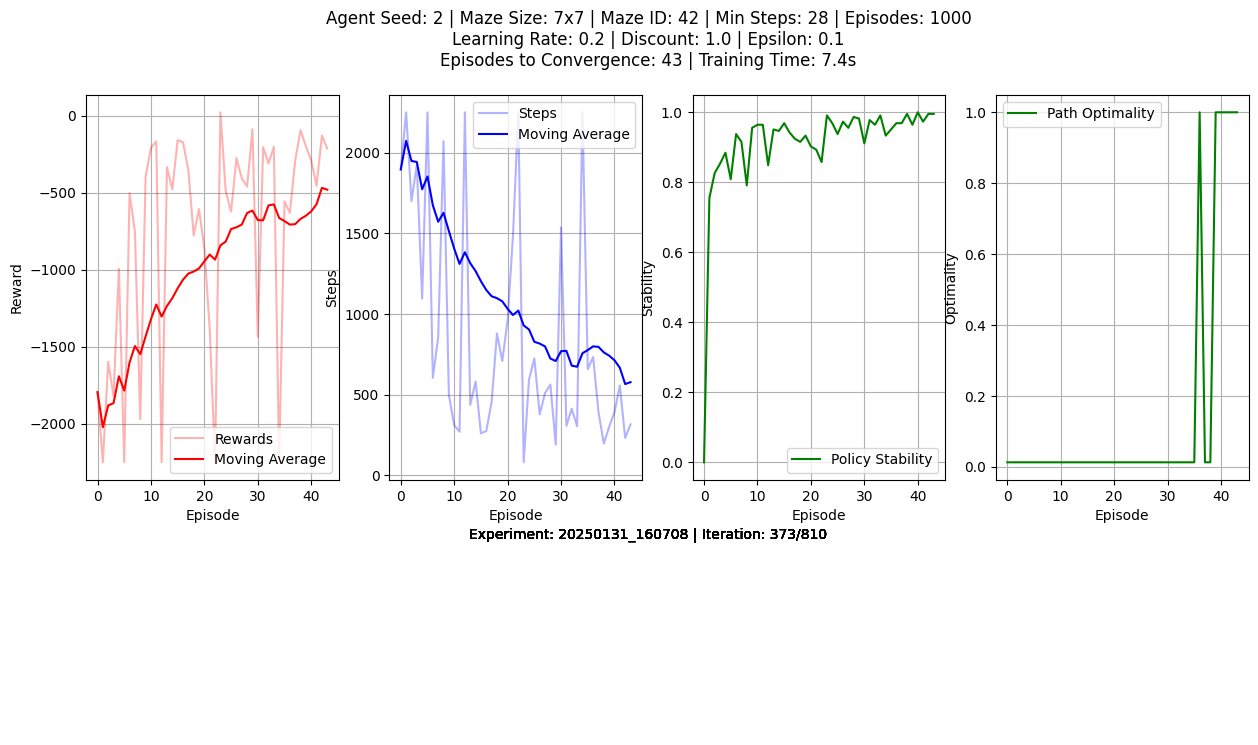 Agent Seed: 2 | Maze Size: 7x7 | Maze ID: 42 | Min Steps: 28 | Episodes: 1000
Learning Rate: 0.2 | Discount: 1.0 | Epsilon: 0.1
Episodes to Convergence: 43 | Training Time: 7.4s
Reward
0
−500
−1000
−1500
−2000
Rewards
Moving Average
0 10 20 30 40
Episode
Steps
2000
1500
1000
500
0
Steps
Moving Average
0 10 20 30 40
Episode
Stability
1.0
0.8
0.6
0.4
0.2
0.0
Policy Stability
0 10 20 30 40
Episode
Optimality
1.0
0.8
0.6
0.4
0.2
0.0
Path Optimality
0 10 20 30 40
Episode
Experiment: 20250131_160708 | Iteration: 373/810